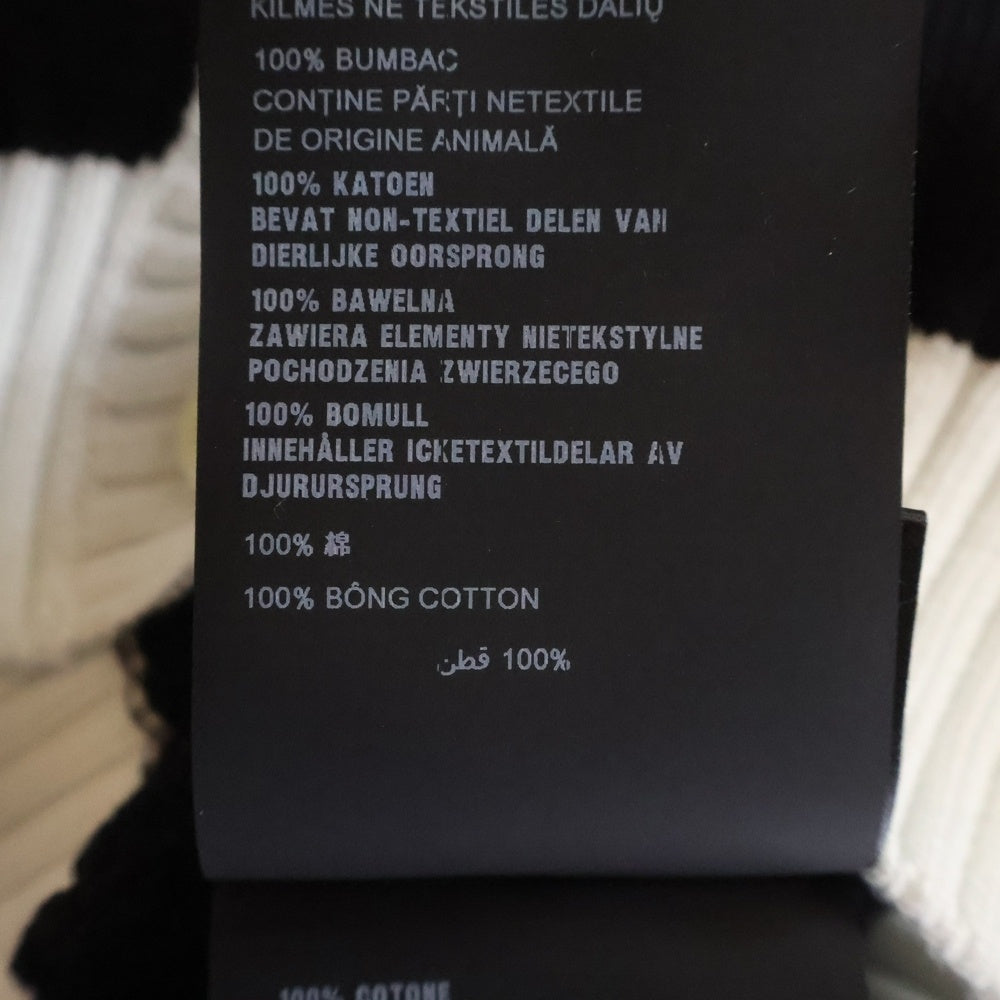 KILMĖS NE TEKSTILĖS DALIŲ
100% BUMBAC
CONȚINE PĂRȚI NETEXTILE
DE ORIGINE ANIMALĂ
100% KATOEN
BEVAT NON-TEXTIEL DELEN VAN
DIERLIJKE OORSPRONG
100% BAWELNA
ZAWIERA ELEMENTY NIETEKSTYLNE
POCHODZENIA ZWIERZECEGO
100% BOMULL
INNEHÅLLER ICKETEXTILDELAR AV
DJURURSPRUNG
100% 綿
100% BÔNG COTTON
100% قطن
100% COTONE